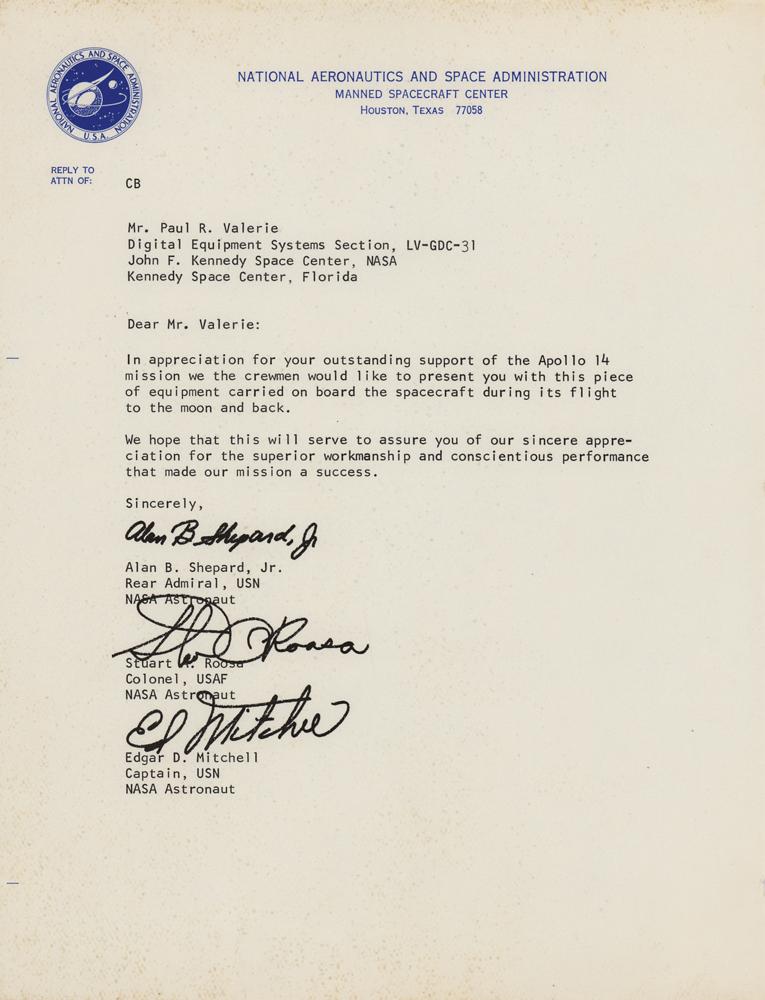 NATIONAL AERONAUTICS AND SPACE ADMINISTRATION
U.S.A.
NATIONAL AERONAUTICS AND SPACE ADMINISTRATION
MANNED SPACECRAFT CENTER
HOUSTON, TEXAS 77058
REPLY TO
ATTN OF:
CB
Mr. Paul R. Valerie
Digital Equipment Systems Section, LV-GDC-31
John F. Kennedy Space Center, NASA
Kennedy Space Center, Florida
Dear Mr. Valerie:
In appreciation for your outstanding support of the Apollo 14
mission we the crewmen would like to present you with this piece
of equipment carried on board the spacecraft during its flight
to the moon and back.
We hope that this will serve to assure you of our sincere appre-
ciation for the superior workmanship and conscientious performance
that made our mission a success.
Sincerely,
Alan B Shepard, Jr
Alan B. Shepard, Jr.
Rear Admiral, USN
NASA Astronaut
Stu Roosa
Stuart A. Roosa
Colonel, USAF
NASA Astronaut
Ed Mitchell
Edgar D. Mitchell
Captain, USN
NASA Astronaut